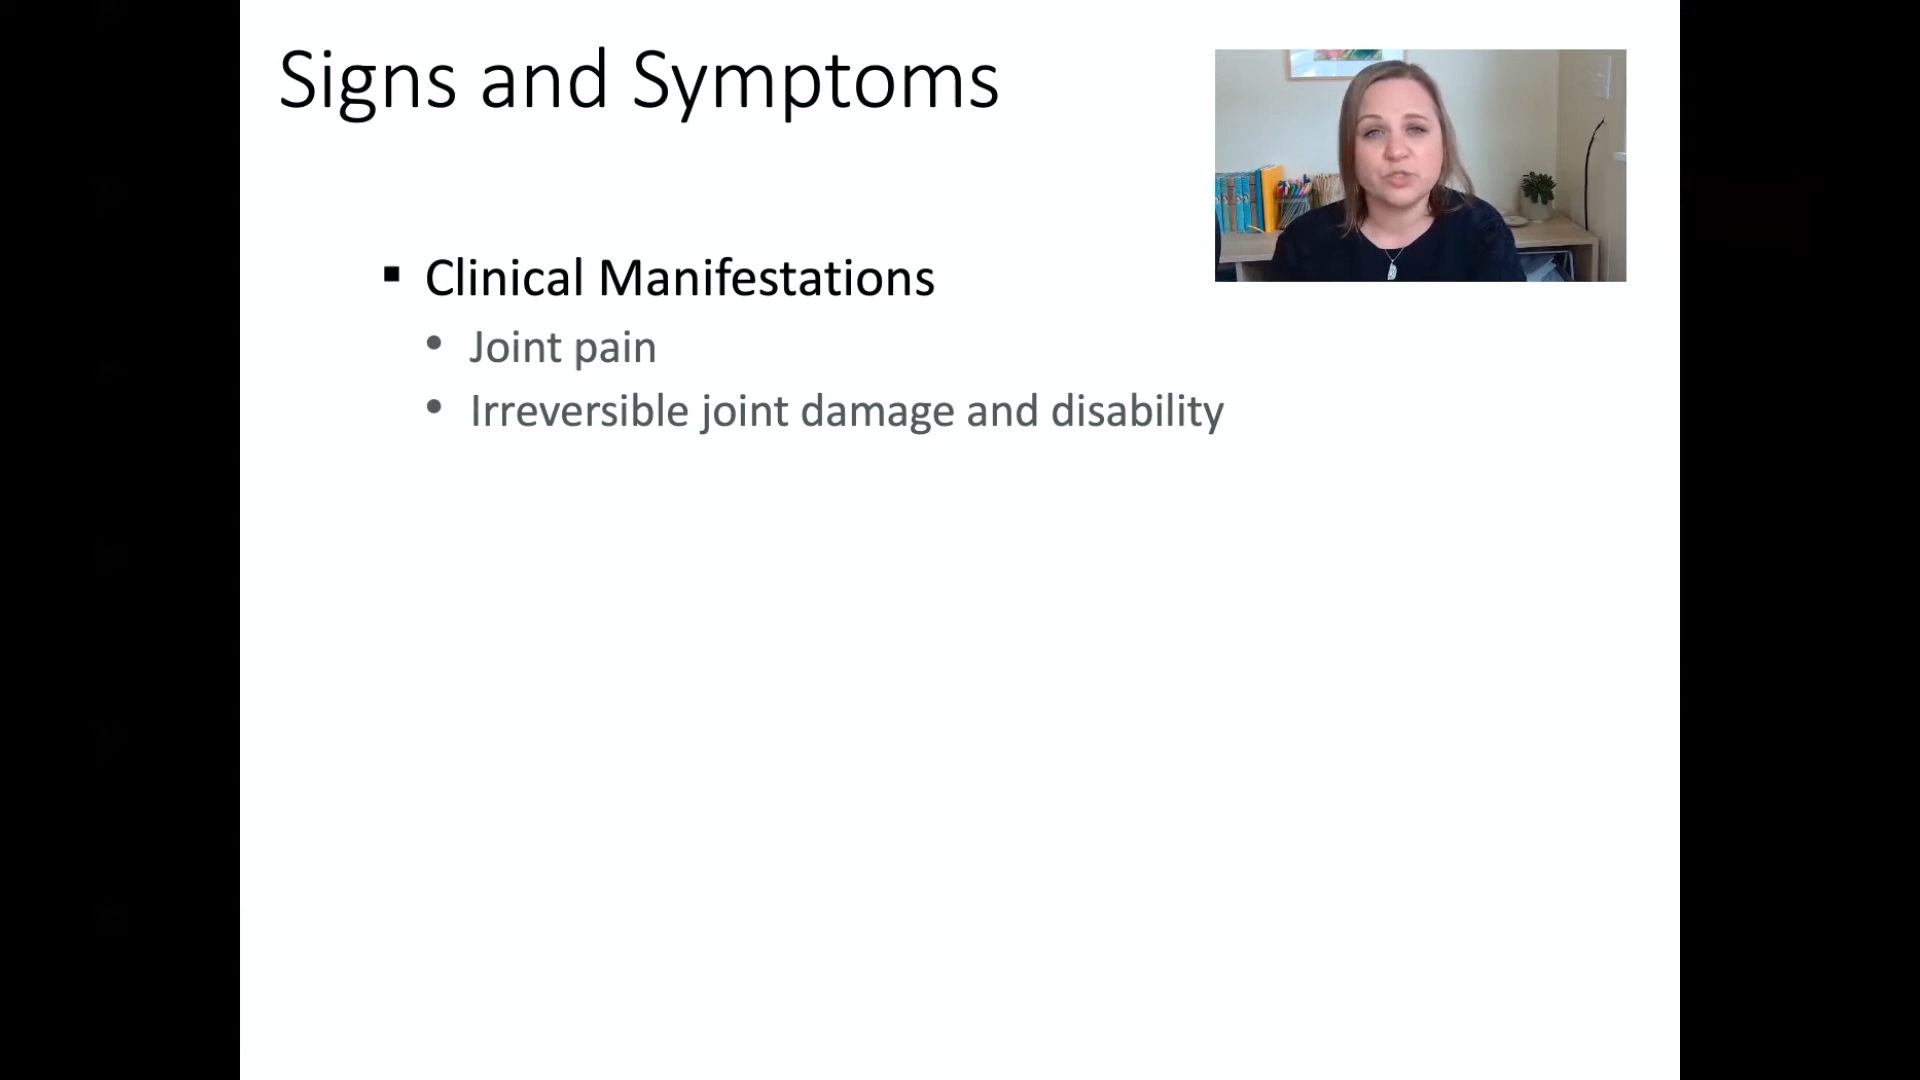 Signs and Symptoms
▪ Clinical Manifestations
• Joint pain
• Irreversible joint damage and disability